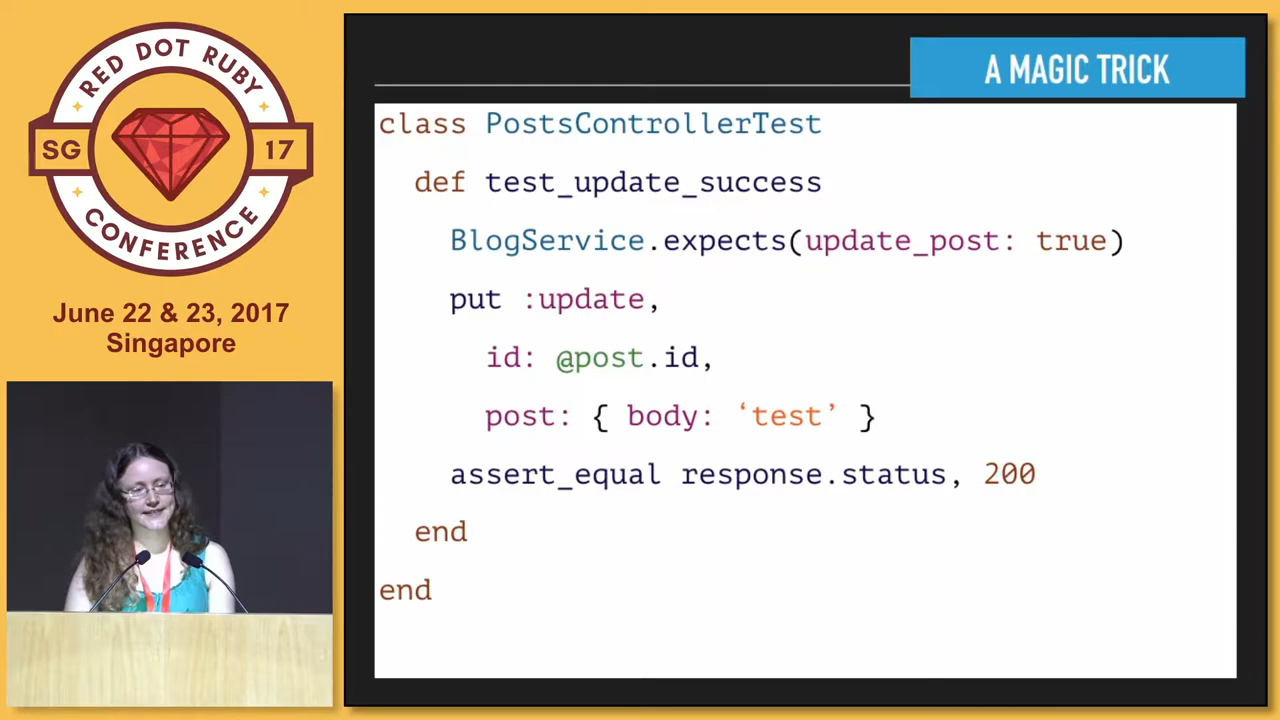 RED DOT RUBY
SG 17
CONFERENCE
June 22 & 23, 2017
Singapore
A MAGIC TRICK
class PostsControllerTest
def test_update_success
BlogService.expects(update_post: true)
put :update,
id: @post.id,
post: { body: ‘test’ }
assert_equal response.status, 200
end
end